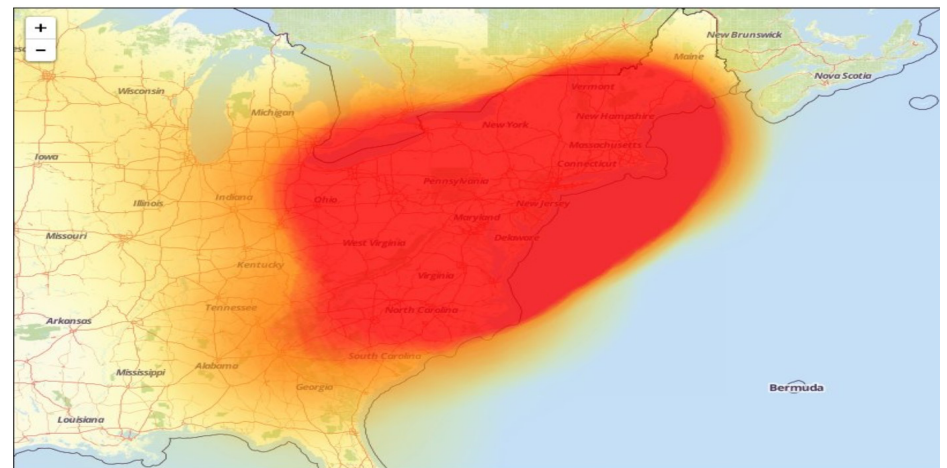 +
−
New Brunswick
Maine
Nova Scotia
Vermont
Wisconsin
Michigan
New York
New Hampshire
Massachusetts
Iowa
Connecticut
Pennsylvania
Illinois
Indiana
Ohio
New Jersey
Maryland
Missouri
West Virginia
Delaware
Kentucky
Virginia
Tennessee
North Carolina
Arkansas
South Carolina
Mississippi
Alabama
Georgia
Bermuda
Louisiana